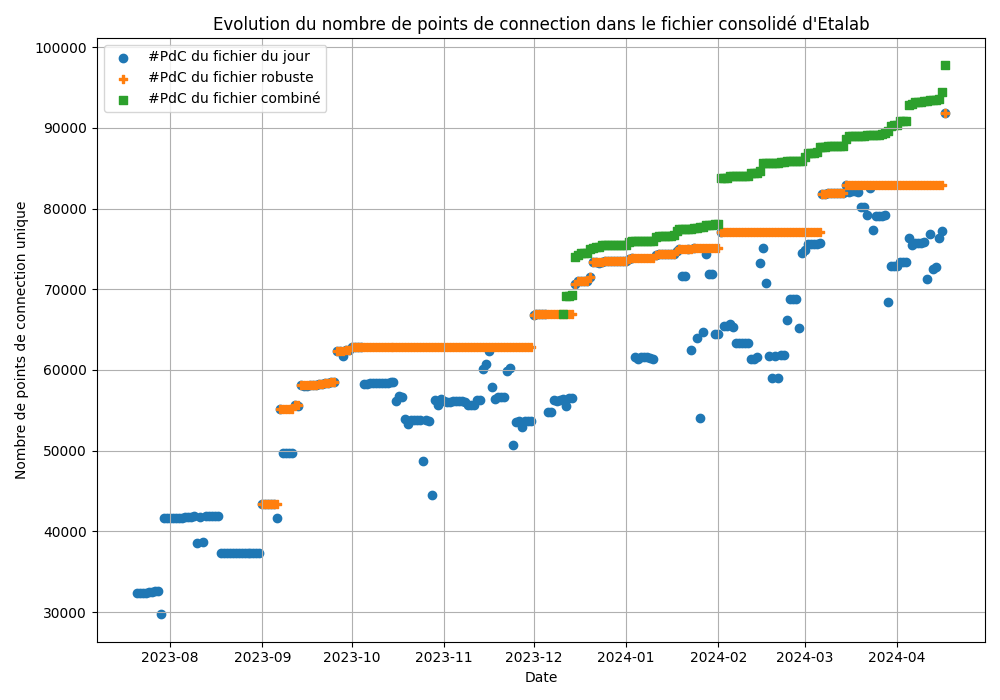 Evolution du nombre de points de connection dans le fichier consolidé d'Etalab
#PdC du fichier du jour
#PdC du fichier robuste
#PdC du fichier combiné
Nombre de points de connection unique
100000
90000
80000
70000
60000
50000
40000
30000
2023-08 2023-09 2023-10 2023-11 2023-12 2024-01 2024-02 2024-03 2024-04
Date